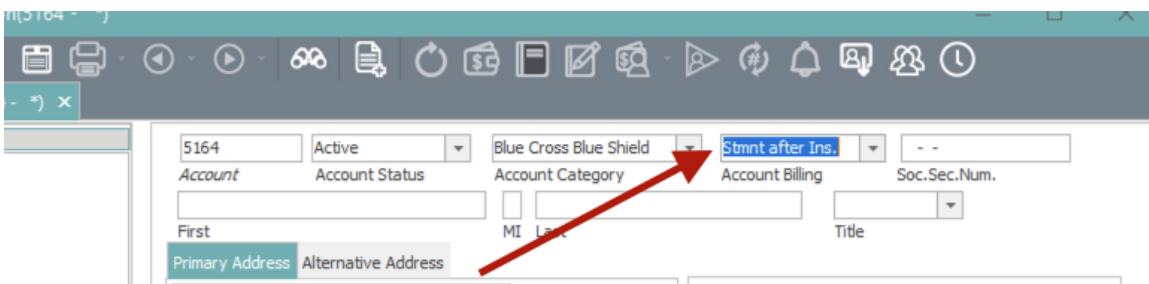 - *) ×
5164 Active Blue Cross Blue Shield Stmnt after Ins. - -
Account Account Status Account Category Account Billing Soc.Sec.Num.
First MI Last Title
Primary Address Alternative Address